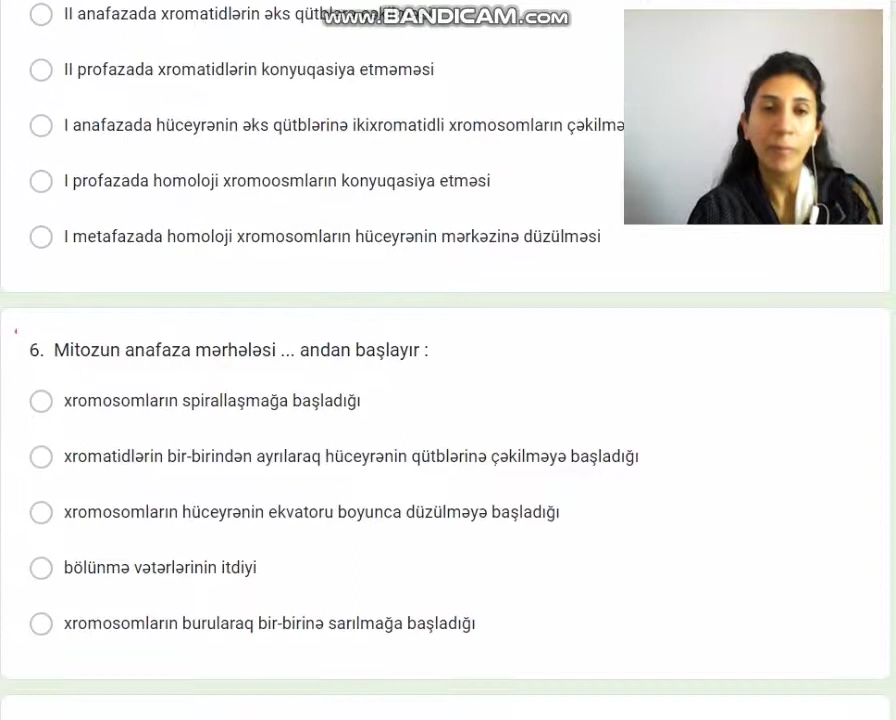 II anafazada xromatidlərin əks qütblərə
www.BANDICAM.com
II profazada xromatidlərin konyuqasiya etməməsi
I anafazada hüceyrənin əks qütblərinə ikixromatidli xromosomların çəkilmə
I profazada homoloji xromoosmların konyuqasiya etməsi
I metafazada homoloji xromosomların hüceyrənin mərkəzinə düzülməsi
6. Mitozun anafaza mərhələsi ... andan başlayır :
xromosomların spirallaşmağa başladığı
xromatidlərin bir-birindən ayrılaraq hüceyrənin qütblərinə çəkilməyə başladığı
xromosomların hüceyrənin ekvatoru boyunca düzülməyə başladığı
bölünmə vətərlərinin itdiyi
xromosomların burularaq bir-birinə sarılmağa başladığı